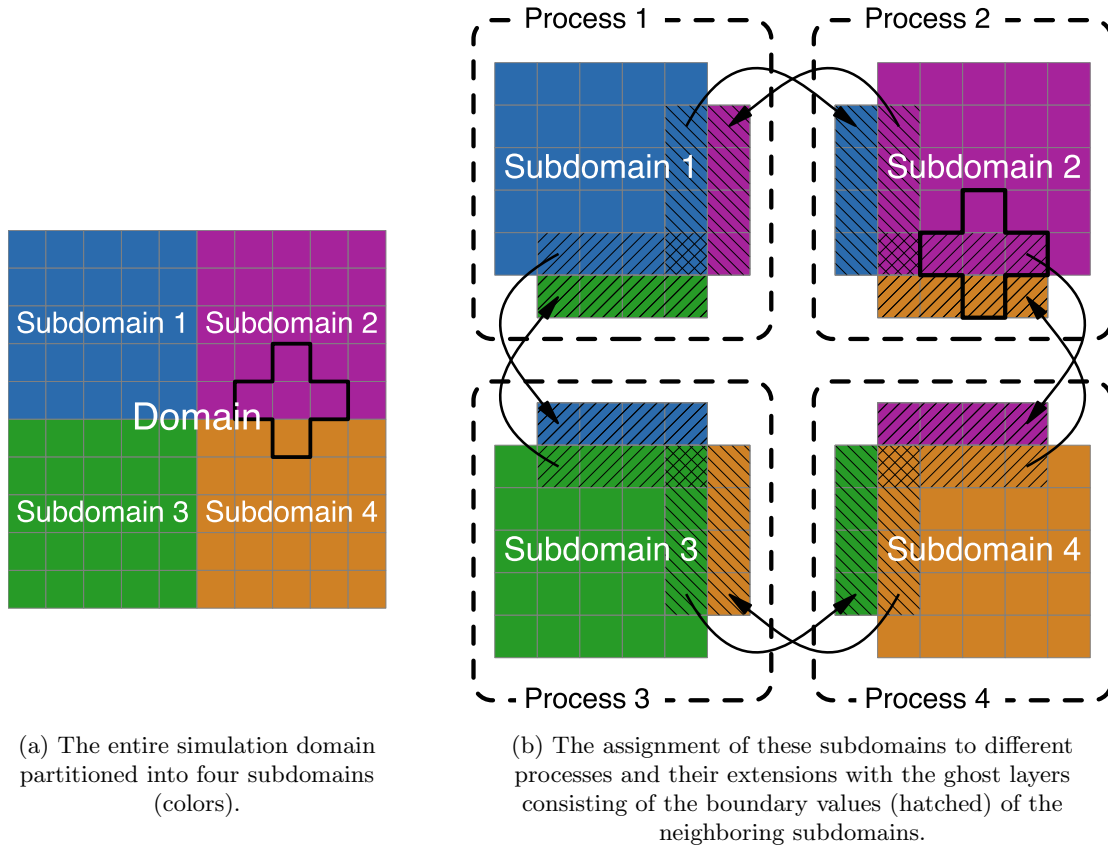 Process 1
Process 2
Subdomain 1
Subdomain 2
Subdomain 1
Subdomain 2
Domain
Subdomain 3
Subdomain 4
Subdomain 3
Subdomain 4
Process 3
Process 4
(a) The entire simulation domain
partitioned into four subdomains
(colors).
(b) The assignment of these subdomains to different
processes and their extensions with the ghost layers
consisting of the boundary values (hatched) of the
neighboring subdomains.